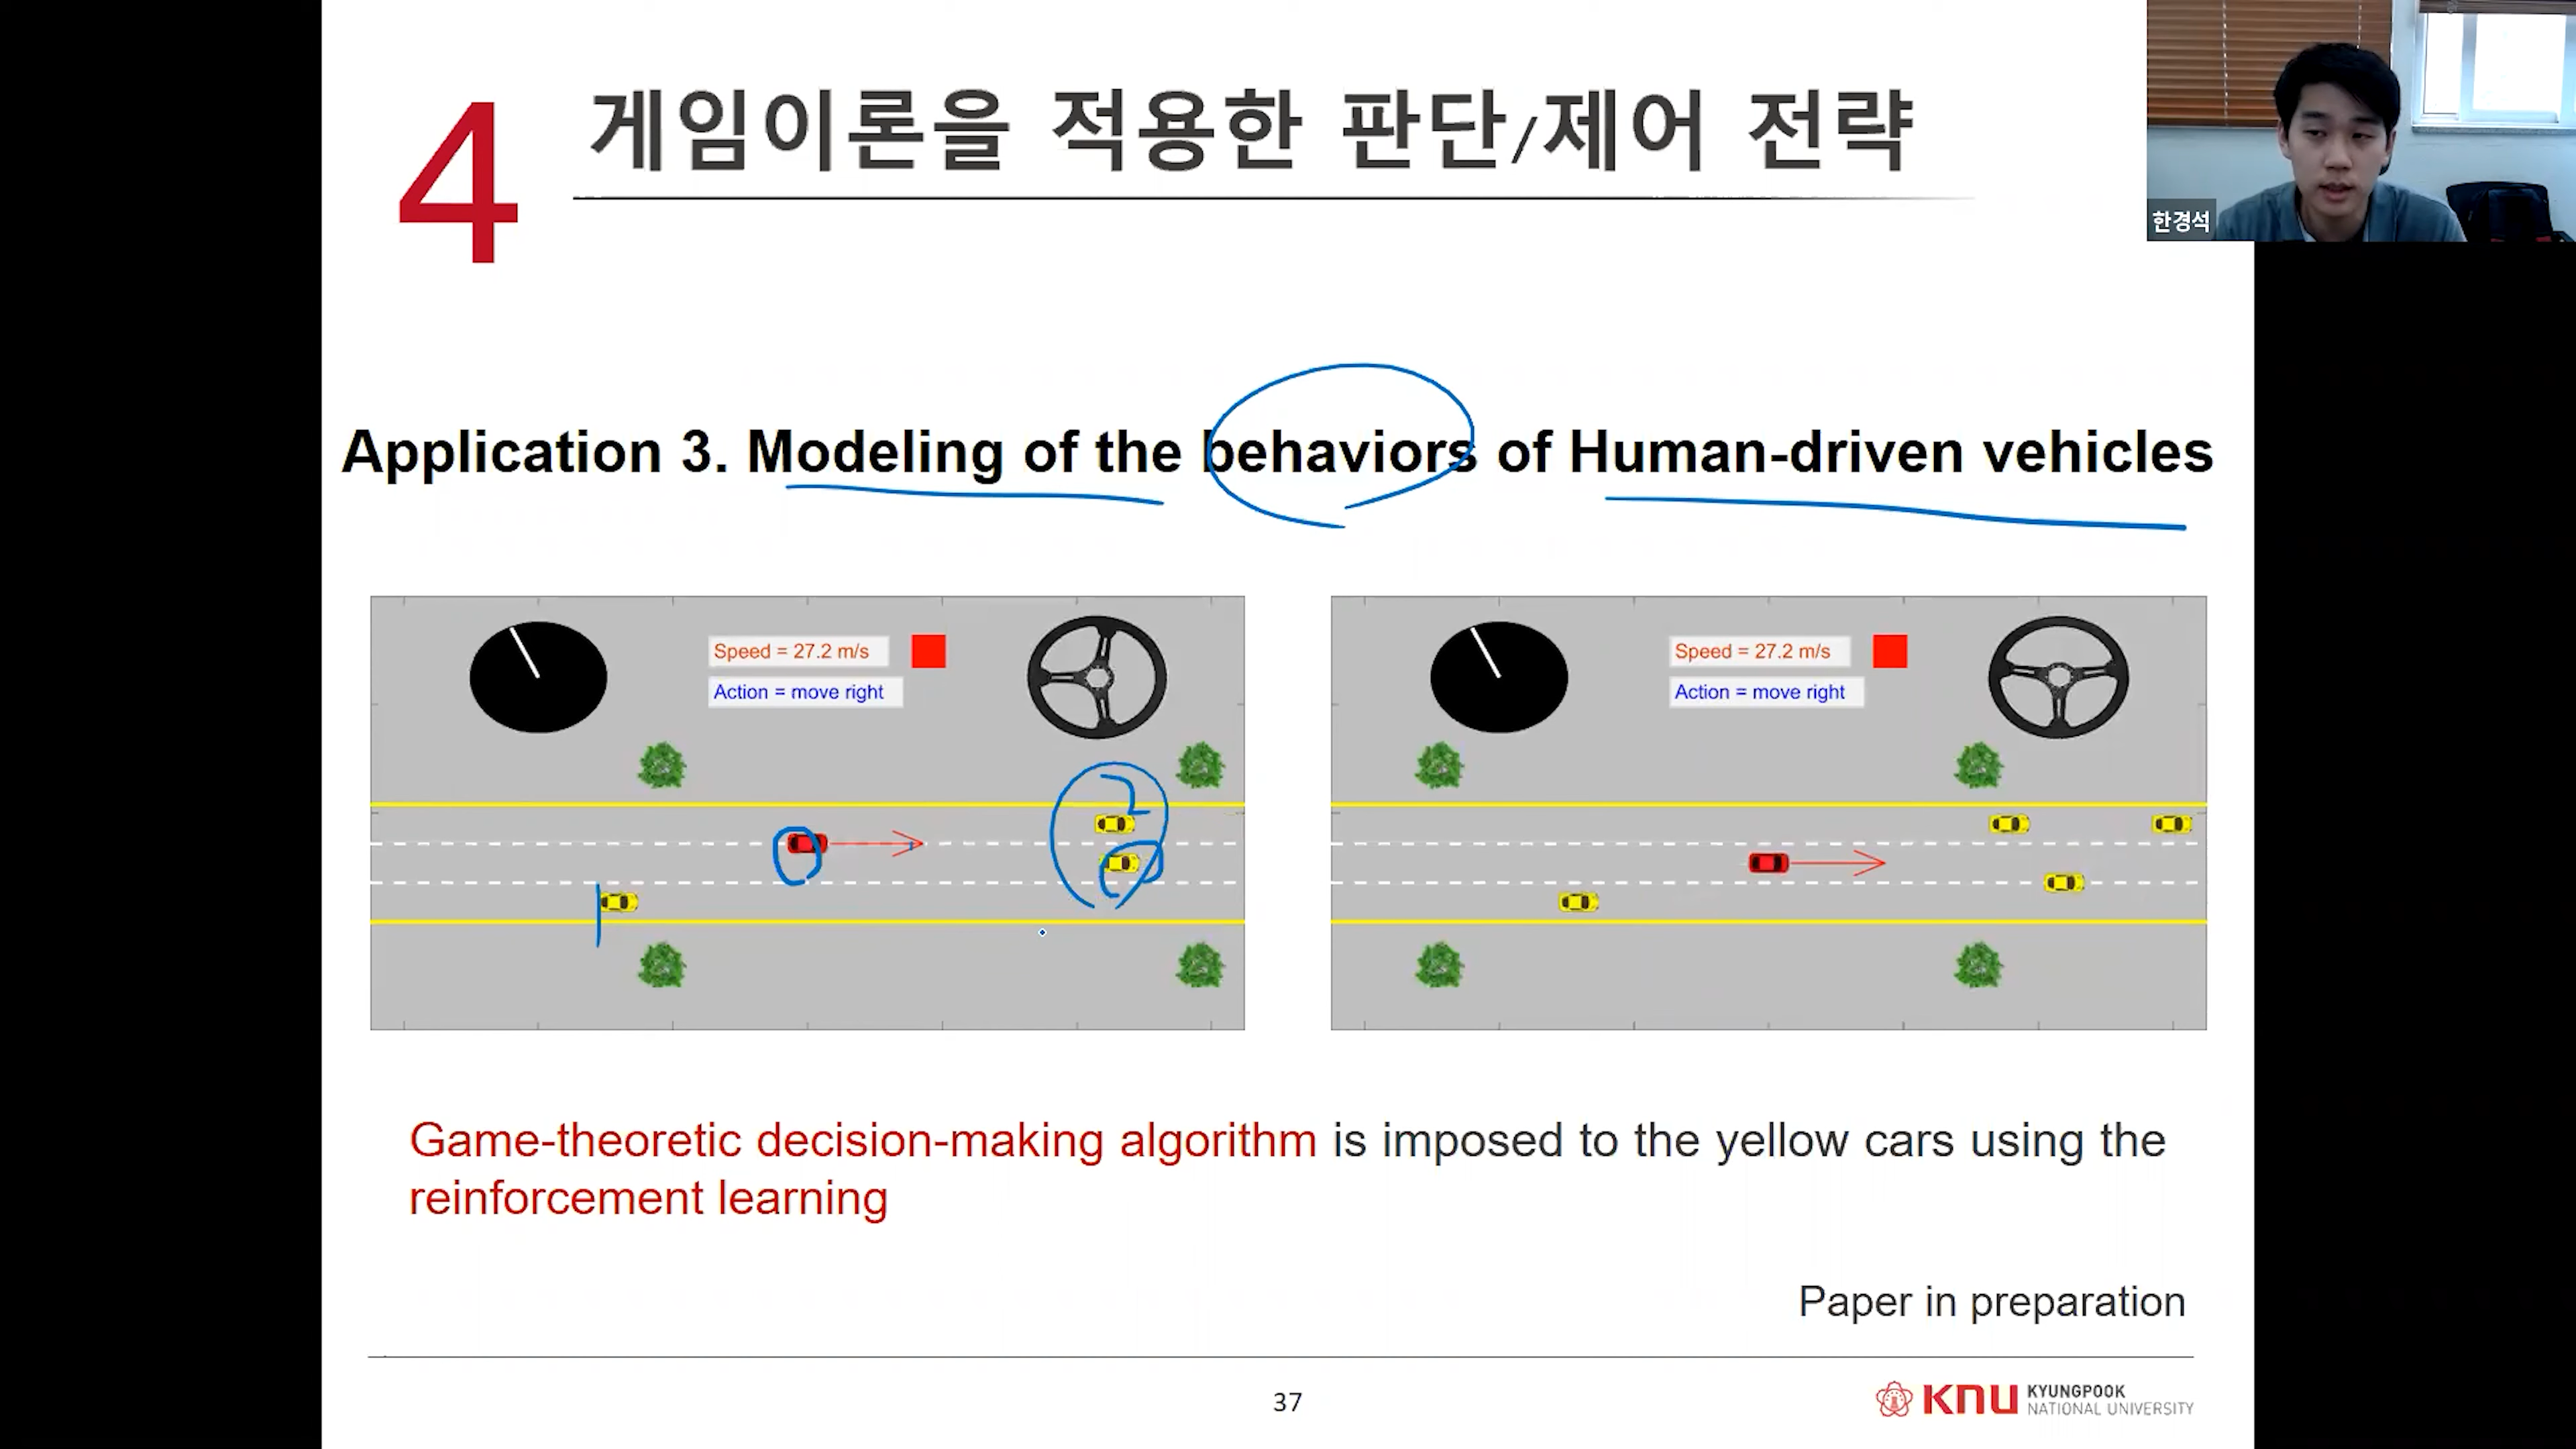 4
게임이론을 적용한 판단/제어 전략
한경석
Application 3. Modeling of the behaviors of Human-driven vehicles
Speed = 27.2 m/s
Action = move right
Speed = 27.2 m/s
Action = move right
Game-theoretic decision-making algorithm is imposed to the yellow cars using the
reinforcement learning
Paper in preparation
37
KNU KYUNGPOOK
NATIONAL UNIVERSITY